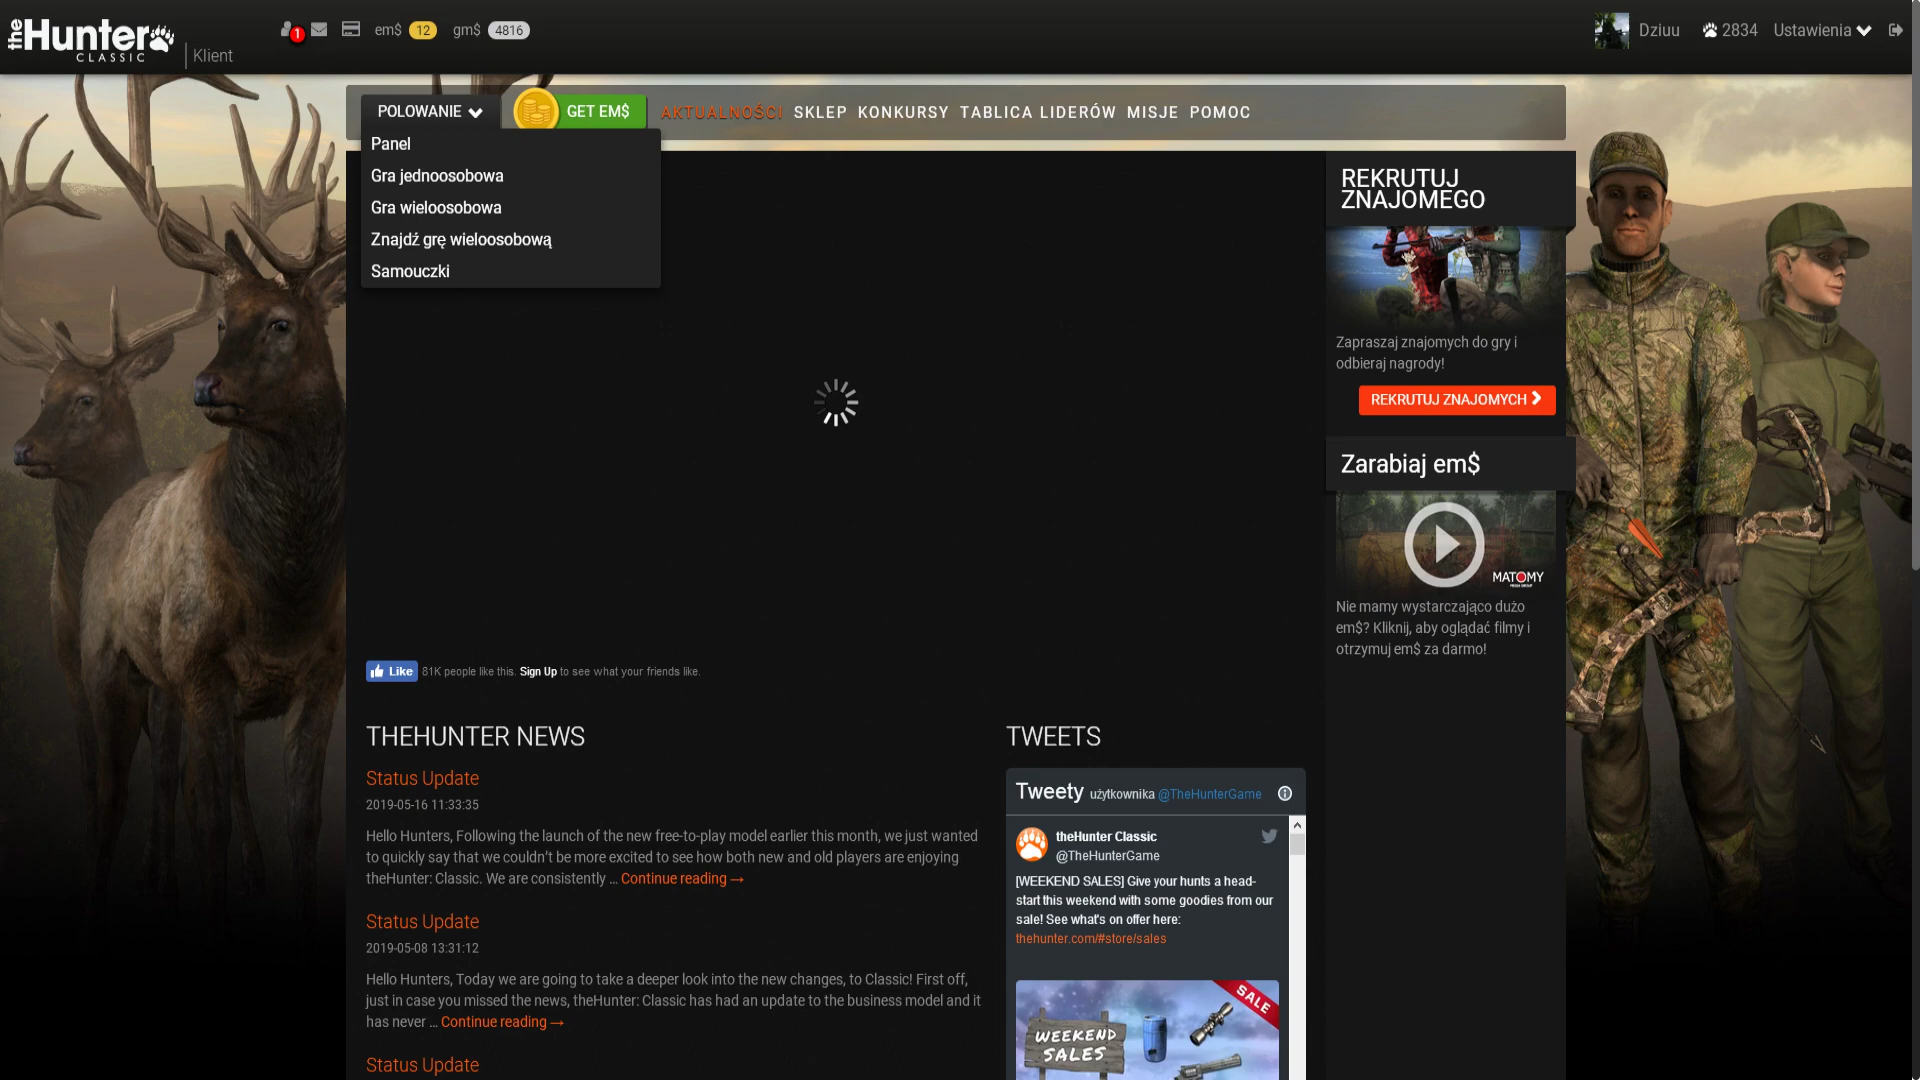 theHunter
CLASSIC
Klient
1
em$ 12 gm$ 4816
Dziuu 2834 Ustawienia
POLOWANIE
GET EM$
AKTUALNOŚCI SKLEP KONKURSY TABLICA LIDERÓW MISJE POMOC
Panel
Gra jednoosobowa
Gra wieloosobowa
Znajdź grę wieloosobową
Samouczki
REKRUTUJ
ZNAJOMEGO
Zapraszaj znajomych do gry i
odbieraj nagrody!
REKRUTUJ ZNAJOMYCH
Zarabiaj em$
MATOMY
Nie mamy wystarczająco dużo
em$? Kliknij, aby oglądać filmy i
otrzymuj em$ za darmo!
Like 81K people like this. Sign Up to see what your friends like.
THEHUNTER NEWS
Status Update
2019-05-16 11:33:35
Hello Hunters, Following the launch of the new free-to-play model earlier this month, we just wanted
to quickly say that we couldn't be more excited to see how both new and old players are enjoying
theHunter: Classic. We are consistently ... Continue reading →
Status Update
2019-05-08 13:31:12
Hello Hunters, Today we are going to take a deeper look into the new changes, to Classic! First off,
just in case you missed the news, theHunter: Classic has had an update to the business model and it
has never ... Continue reading →
Status Update
TWEETS
Tweety użytkownika @TheHunterGame
theHunter Classic
@TheHunterGame
[WEEKEND SALES] Give your hunts a head-
start this weekend with some goodies from our
sale! See what's on offer here:
thehunter.com/#store/sales
SALE
WEEKEND
SALES